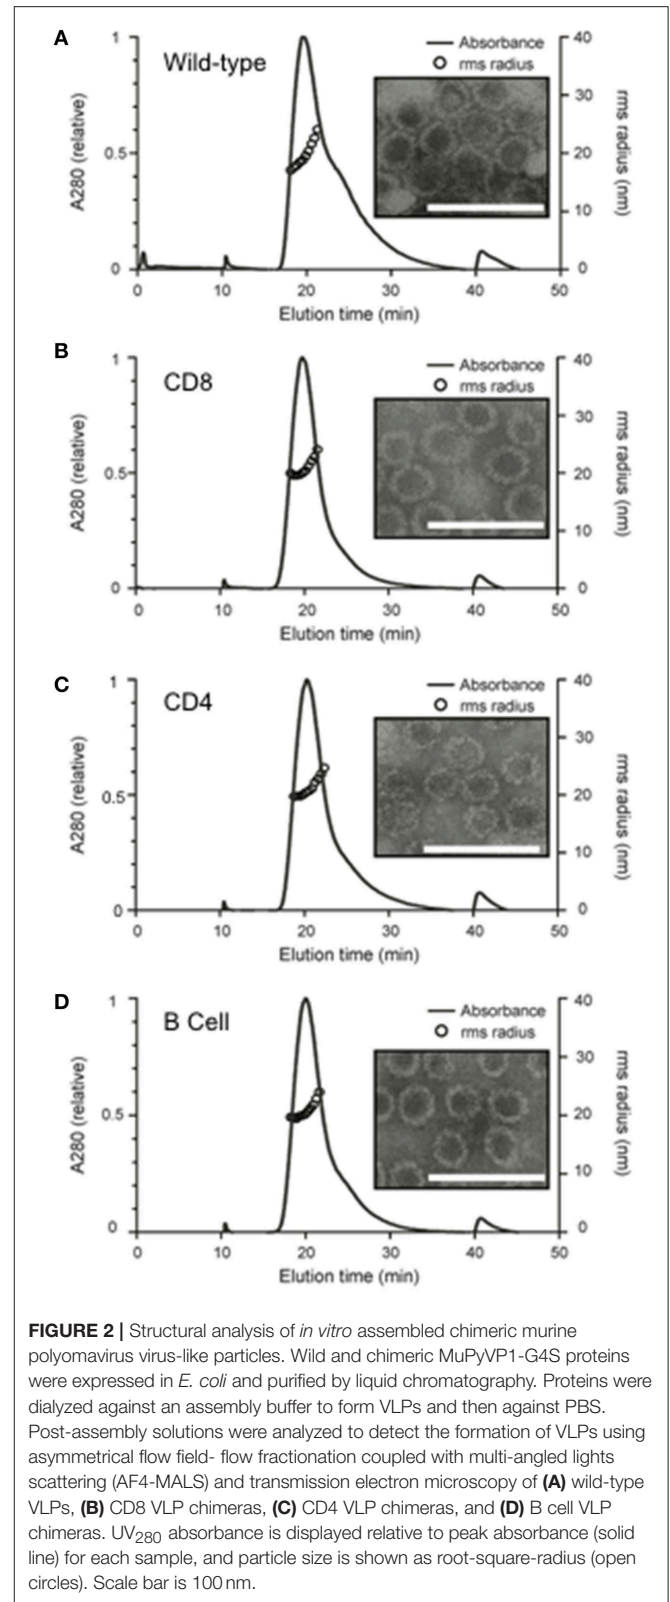 A
1
Wild-type
Absorbance
rms radius
40
30
20
10
0
A280 (relative)
0.5
0
rms radius (nm)
0 10 20 30 40 50
Elution time (min)
B
1
CD8
Absorbance
rms radius
40
30
20
10
0
A280 (relative)
0.5
0
rms radius (nm)
0 10 20 30 40 50
Elution time (min)
C
1
CD4
Absorbance
rms radius
40
30
20
10
0
A280 (relative)
0.5
0
rms radius (nm)
0 10 20 30 40 50
Elution time (min)
D
1
B Cell
Absorbance
rms radius
40
30
20
10
0
A280 (relative)
0.5
0
rms radius (nm)
0 10 20 30 40 50
Elution time (min)
FIGURE 2 | Structural analysis of in vitro assembled chimeric murine
polyomavirus virus-like particles. Wild and chimeric MuPyVP1-G4S proteins
were expressed in E. coli and purified by liquid chromatography. Proteins were
dialyzed against an assembly buffer to form VLPs and then against PBS.
Post-assembly solutions were analyzed to detect the formation of VLPs using
asymmetrical flow field- flow fractionation coupled with multi-angled lights
scattering (AF4-MALS) and transmission electron microscopy of (A) wild-type
VLPs, (B) CD8 VLP chimeras, (C) CD4 VLP chimeras, and (D) B cell VLP
chimeras. UV280 absorbance is displayed relative to peak absorbance (solid
line) for each sample, and particle size is shown as root-square-radius (open
circles). Scale bar is 100 nm.